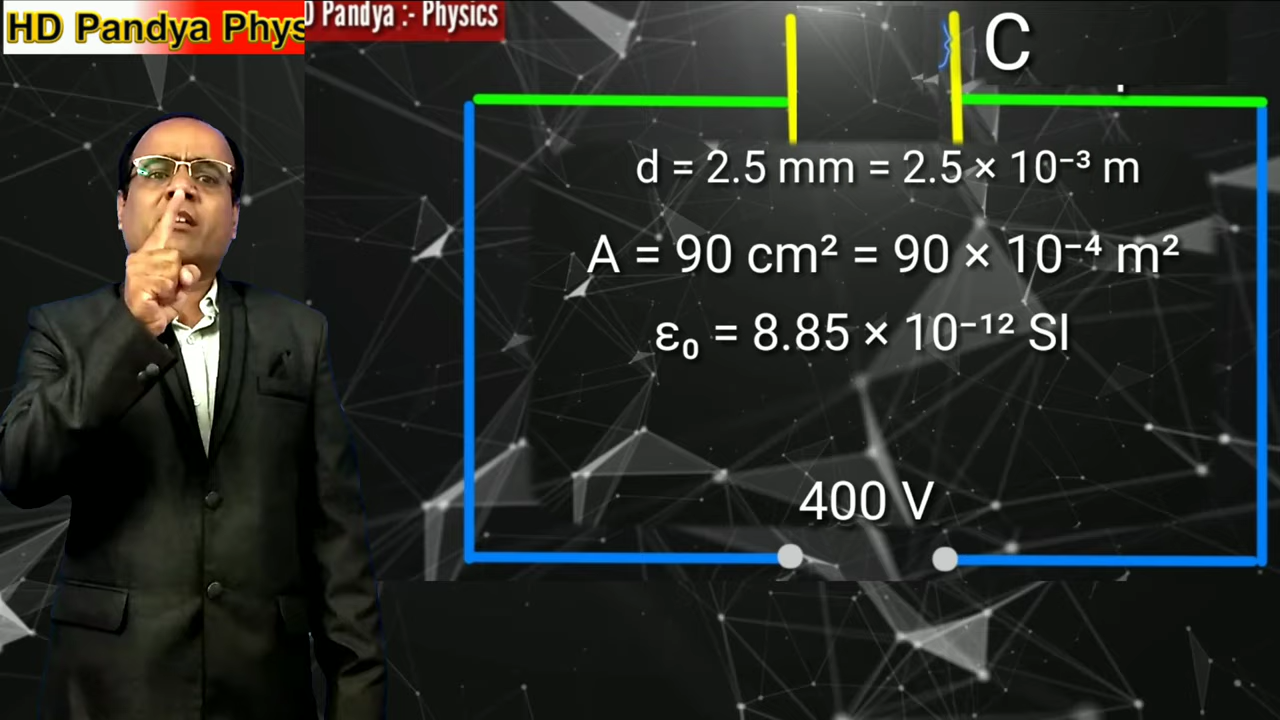 HD Pandya Phys
D Pandya :- Physics
C
d = 2.5 mm = 2.5 × 10⁻³ m
A = 90 cm² = 90 × 10⁻⁴ m²
ε₀ = 8.85 × 10⁻¹² SI
400 V